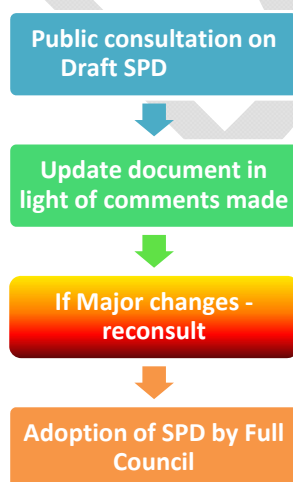 Public consultation on
Draft SPD
Update document in
light of comments made
If Major changes -
reconsult
Adoption of SPD by Full
Council